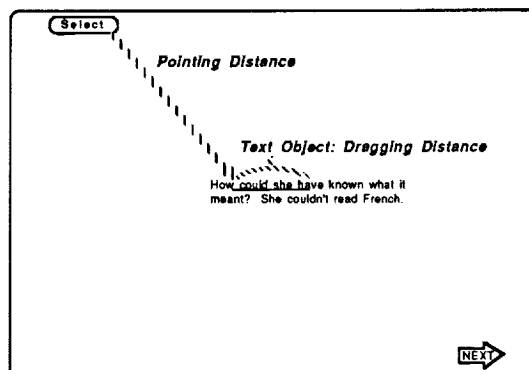 Select
Pointing Distance
Text Object: Dragging Distance
How could she have known what it
meant? She couldn't read French.
NEXT